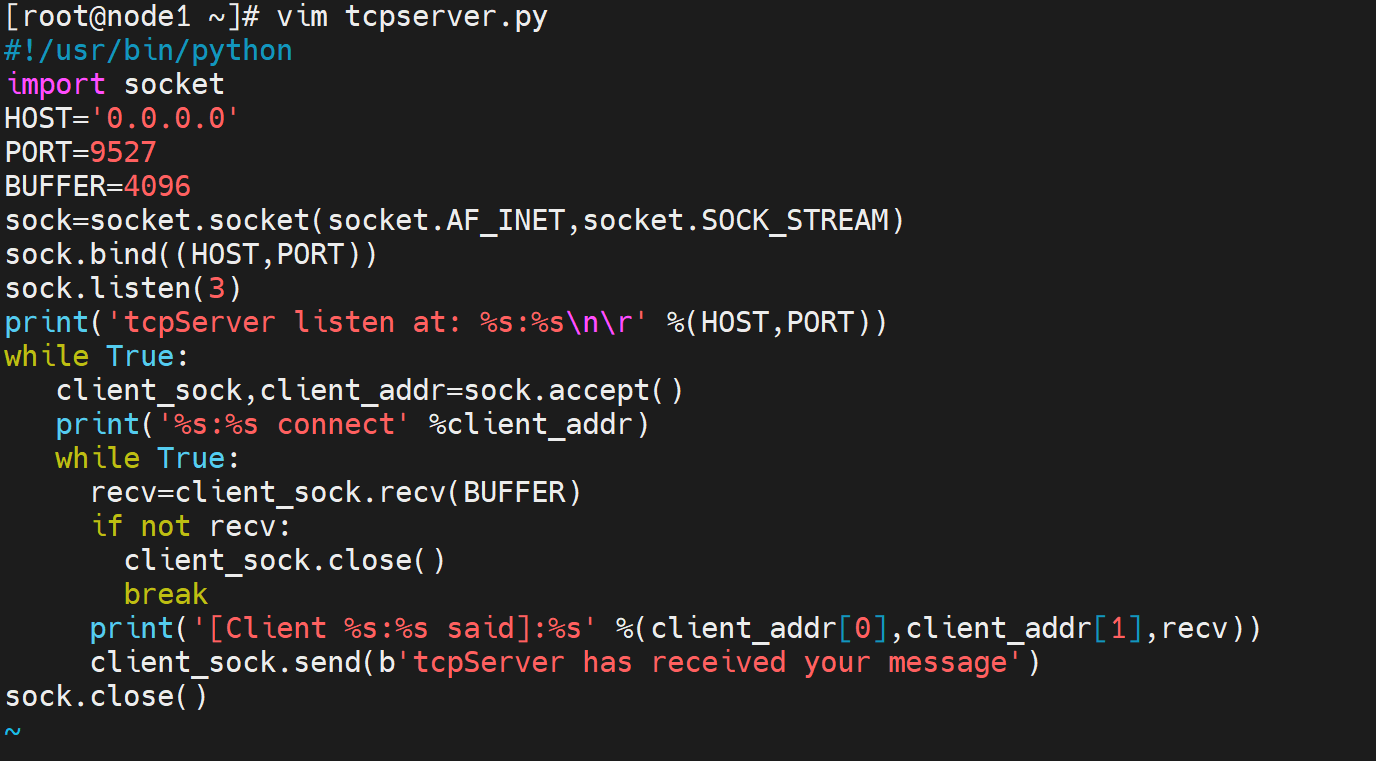 [root@node1 ~]# vim tcpserver.py
#!/usr/bin/python
import socket
HOST='0.0.0.0'
PORT=9527
BUFFER=4096
sock=socket.socket(socket.AF_INET,socket.SOCK_STREAM)
sock.bind((HOST,PORT))
sock.listen(3)
print('tcpServer listen at: %s:%s\n\r' %(HOST,PORT))
while True:
   client_sock,client_addr=sock.accept()
   print('%s:%s connect' %client_addr)
   while True:
     recv=client_sock.recv(BUFFER)
     if not recv:
       client_sock.close()
       break
     print('[Client %s:%s said]:%s' %(client_addr[0],client_addr[1],recv))
     client_sock.send(b'tcpServer has received your message')
sock.close()
~